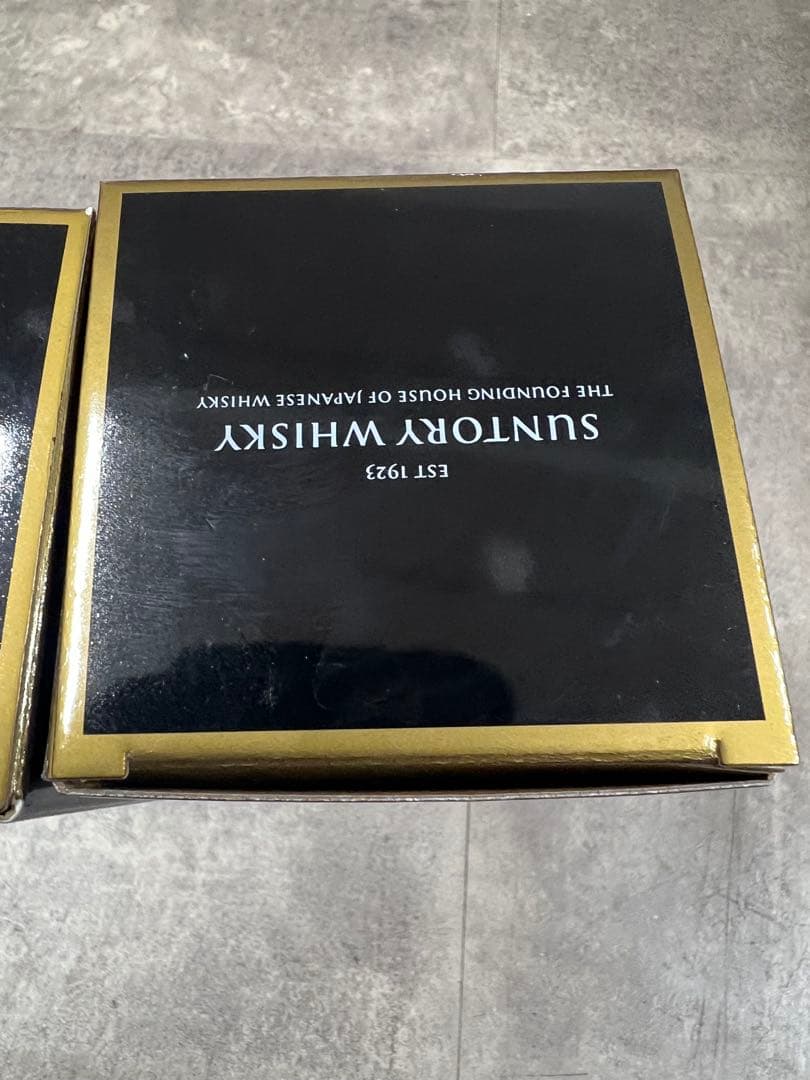 EST 1923
SUNTORY WHISKY
THE FOUNDING HOUSE OF JAPANESE WHISKY